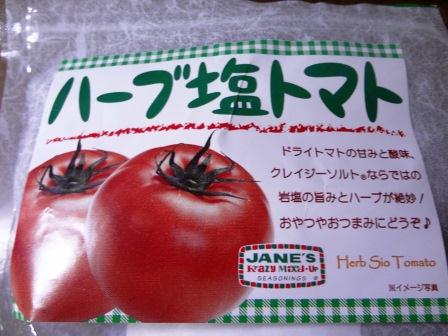 ハーブ塩トマト
ドライトマトの甘みと酸味、
クレイジーソルト®ならではの
岩塩の旨みとハーブが絶妙！
おやつやおつまみにどうぞ♪
JANE'S
Krazy Mixed-Up
SEASONINGS
Herb Sio Tomato
※イメージ写真